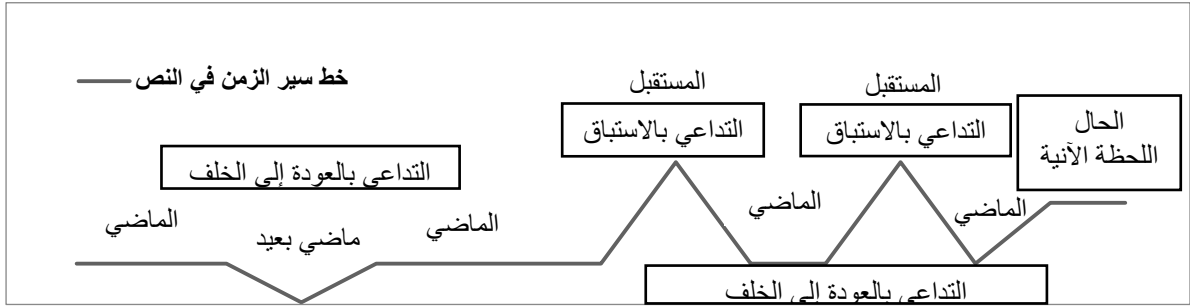 خط سير الزمن في النص
المستقبل
المستقبل
الحال
اللحظة الآنية
التداعي بالاستباق
التداعي بالاستباق
التداعي بالعودة إلى الخلف
الماضي
الماضي
الماضي
ماضي بعيد
الماضي
التداعي بالعودة إلى الخلف